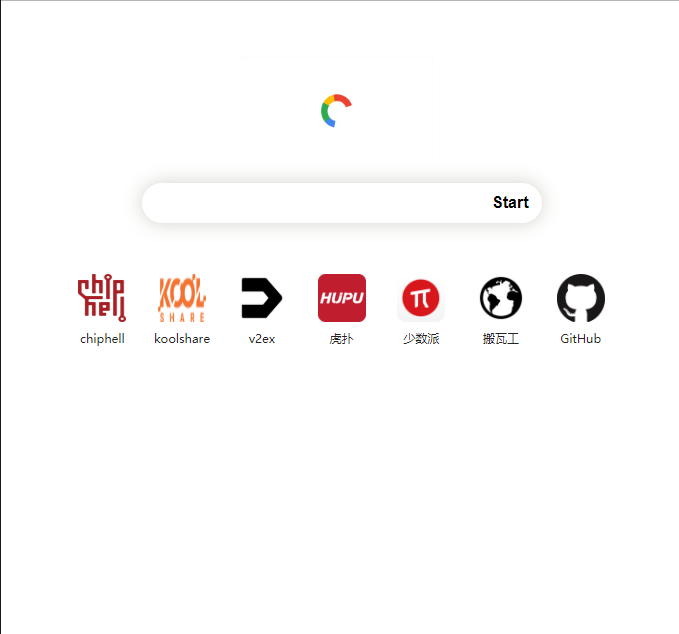 Start
chip
hell
KOOL
SHARE
HUPU
π
chiphell
koolshare
v2ex
虎扑
少数派
搬瓦工
GitHub